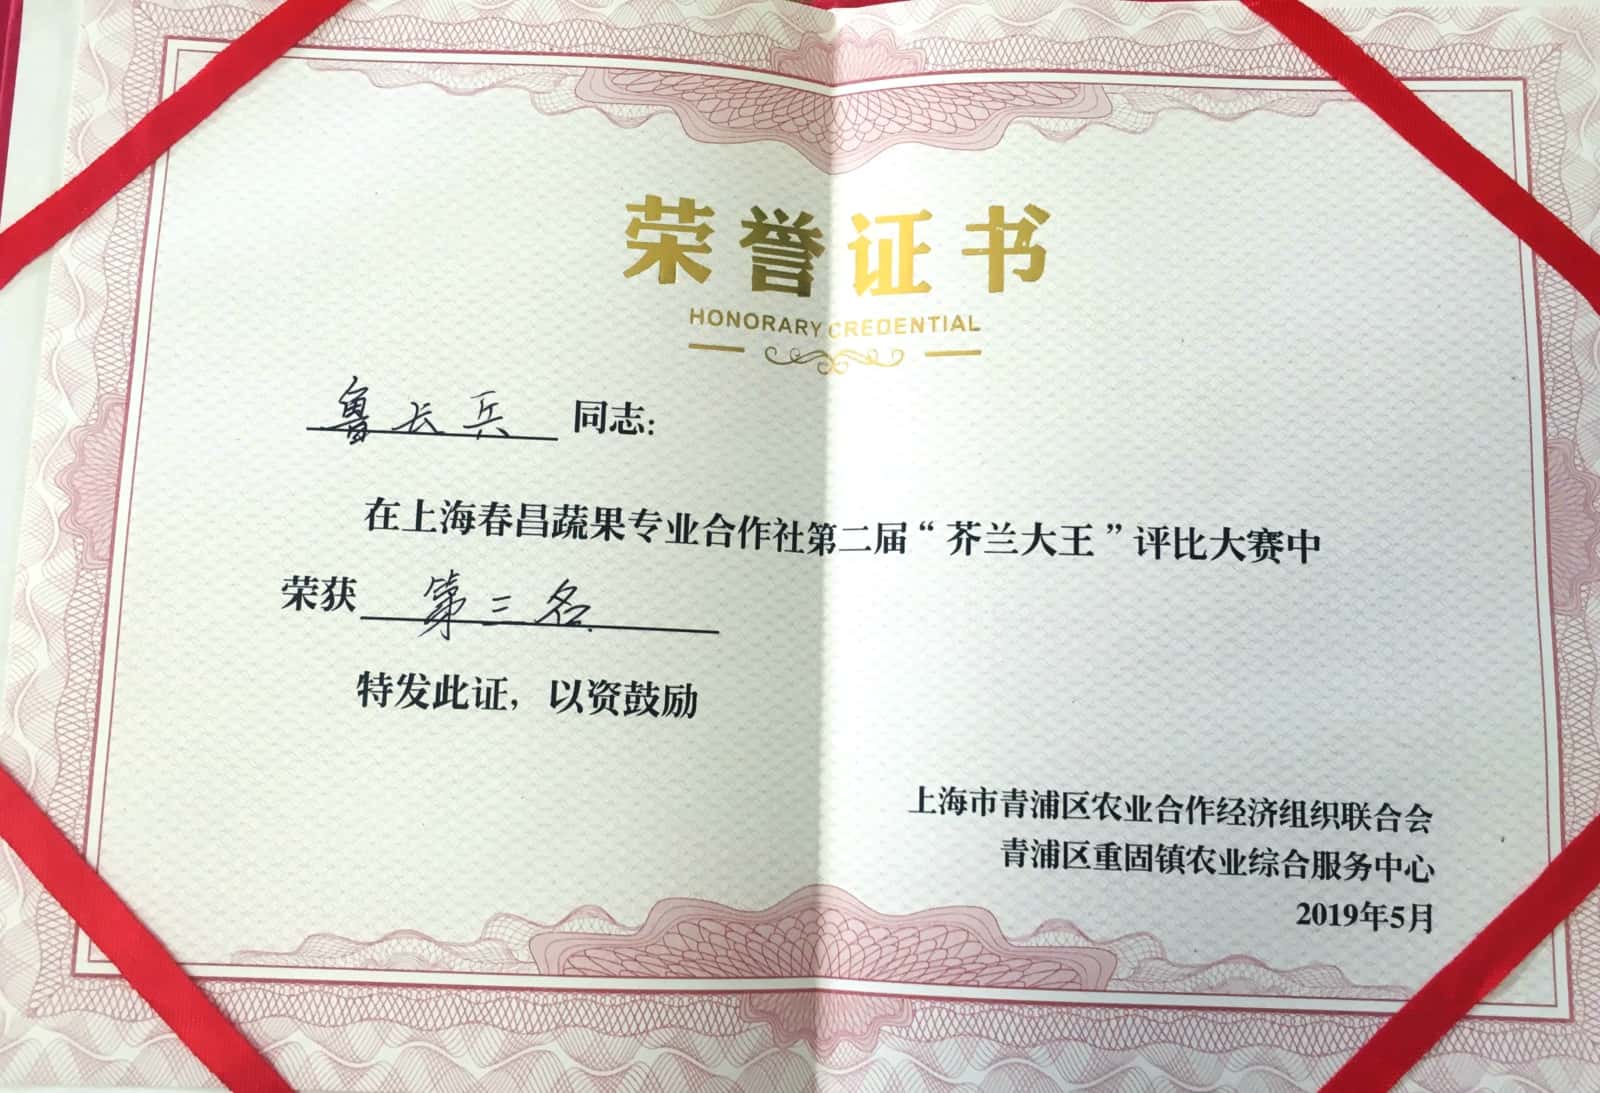 荣誉证书
HONORARY CREDENTIAL
鲁长兵 同志:
在上海春昌蔬果专业合作社第二届“芥兰大王”评比大赛中
荣获 第三名
特发此证，以资鼓励
上海市青浦区农业合作经济组织联合会
青浦区重固镇农业综合服务中心
2019年5月